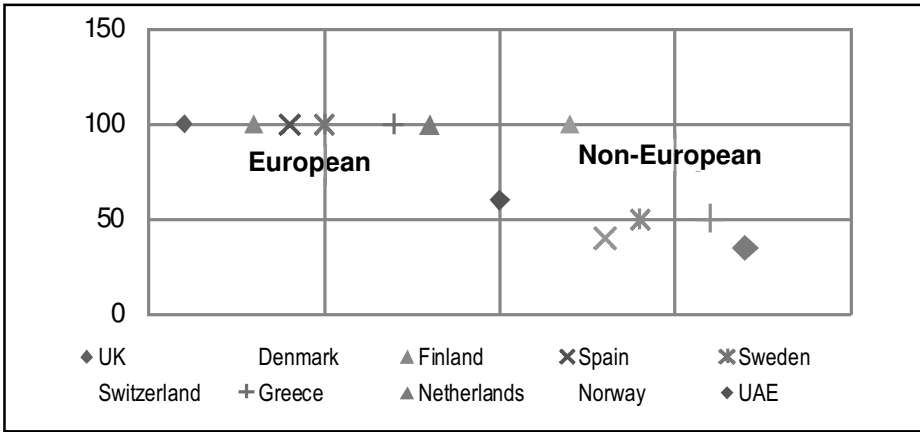 150
100
European Non-European
50
0
UK Denmark Finland Spain Sweden
Switzerland Greece Netherlands Norway UAE